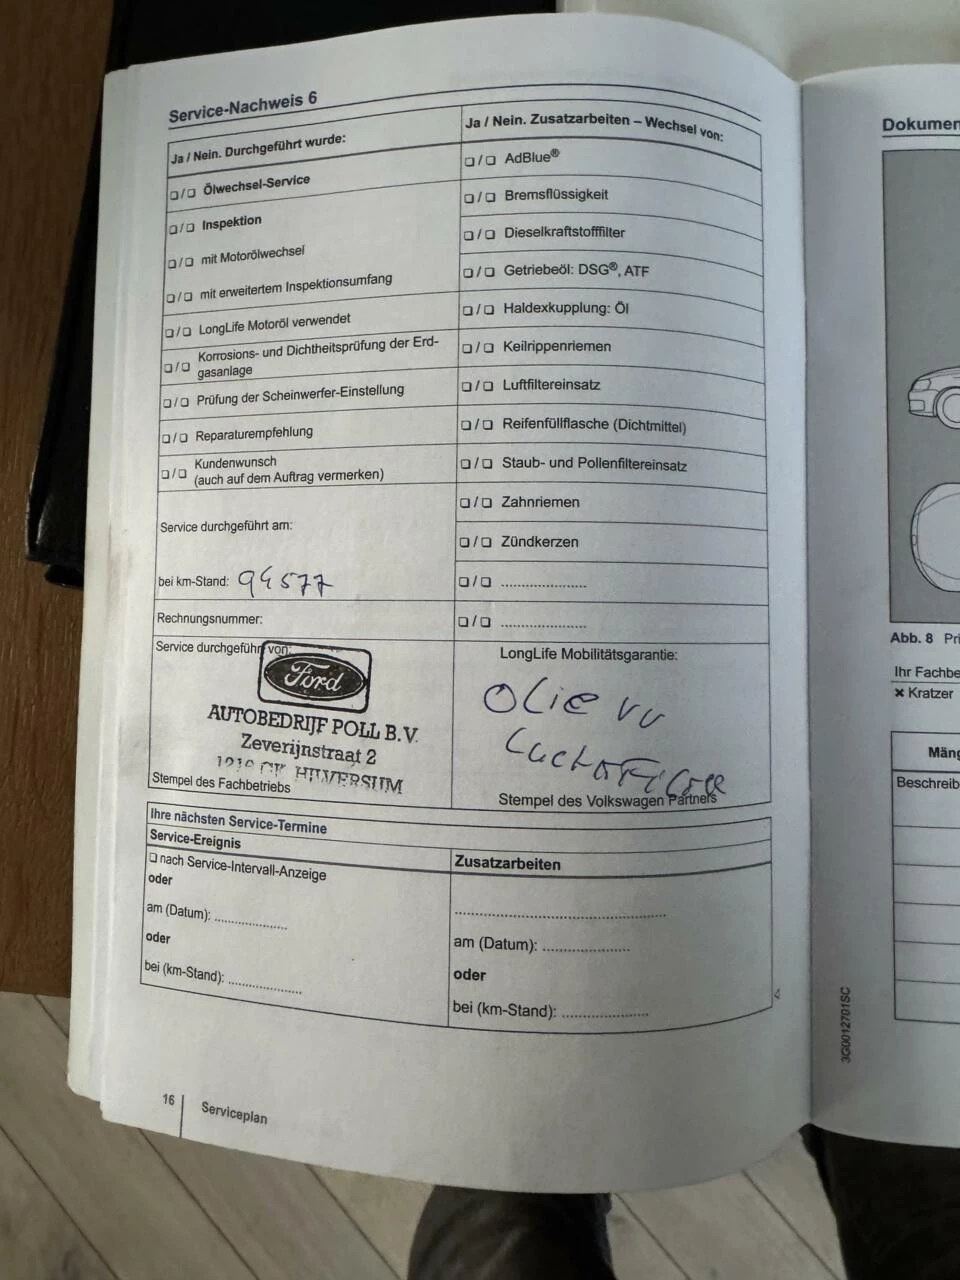 Service-Nachweis 6
Ja / Nein. Durchgeführt wurde:
❏ / ❏ Ölwechsel-Service
❏ / ❏ Inspektion
❏ / ❏ mit Motorölwechsel
❏ / ❏ mit erweitertem Inspektionsumfang
❏ / ❏ LongLife Motoröl verwendet
❏ / ❏ Korrosions- und Dichtheitsprüfung der Erd-
gasanlage
❏ / ❏ Prüfung der Scheinwerfer-Einstellung
❏ / ❏ Reparaturempfehlung
❏ / ❏ Kundenwunsch
(auch auf dem Auftrag vermerken)
Service durchgeführt am:
bei km-Stand: 94577
Rechnungsnummer:
Service durchgeführt von:
Ford
AUTOBEDRIJF POLL B.V.
Zeverijnstraat 2
HILVERSUM
Stempel des Fachbetriebs
Ja / Nein. Zusatzarbeiten – Wechsel von:
❏ / ❏ AdBlue®
❏ / ❏ Bremsflüssigkeit
❏ / ❏ Dieselkraftstofffilter
❏ / ❏ Getriebeöl: DSG®, ATF
❏ / ❏ Haldexkupplung: Öl
❏ / ❏ Keilrippenriemen
❏ / ❏ Luftfiltereinsatz
❏ / ❏ Reifenfüllflasche (Dichtmittel)
❏ / ❏ Staub- und Pollenfiltereinsatz
❏ / ❏ Zahnriemen
❏ / ❏ Zündkerzen
❏ / ❏ ......................
❏ / ❏ ......................
LongLife Mobilitätsgarantie:
OLie
Stempel des Volkswagen Partners
Ihre nächsten Service-Termine
Service-Ereignis
❏ nach Service-Intervall-Anzeige
oder
am (Datum): ..................
oder
bei (km-Stand): ..................
Zusatzarbeiten
......................................................
am (Datum): ......................
oder
bei (km-Stand): ......................
16
Serviceplan
3G0012701SC
Dokumen
Abb. 8 Pri
Ihr Fachbe
✖ Kratzer
Mäng
Beschreib